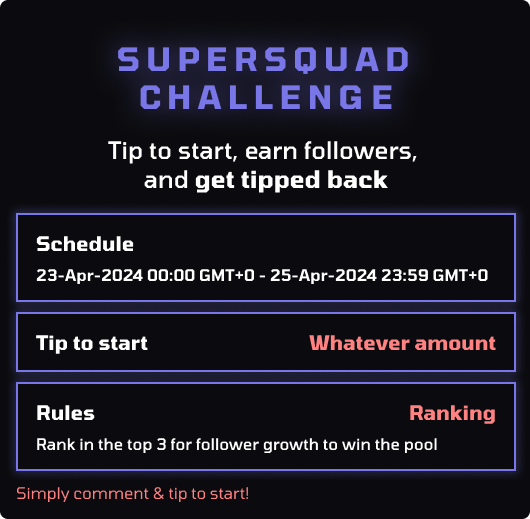 SUPERSQUAD
CHALLENGE
Tip to start, earn followers,
and get tipped back
Schedule
23-Apr-2024 00:00 GMT+0 - 25-Apr-2024 23:59 GMT+0
Tip to start Whatever amount
Rules Ranking
Rank in the top 3 for follower growth to win the pool
Simply comment & tip to start!